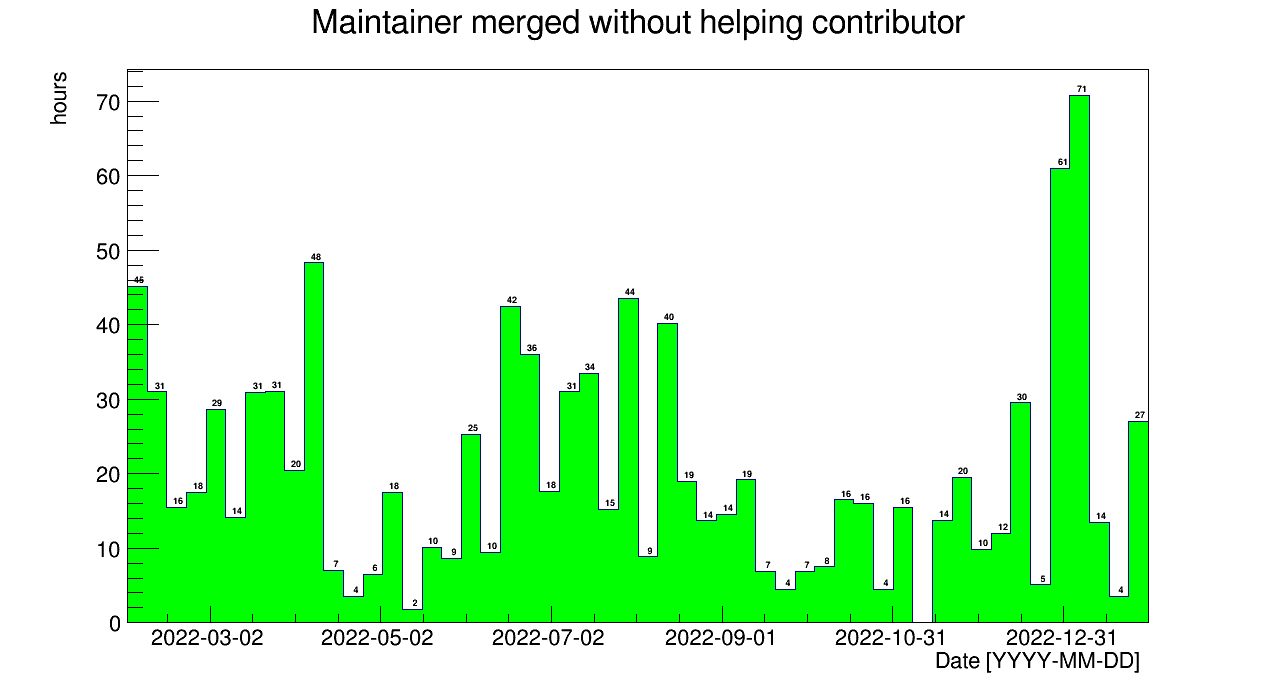 Maintainer merged without helping contributor
hours
70
60
50
40
30
20
10
0
45 31 16 18 29 14 31 31 20 48 7 4 6 18 2 10 9 25 10 42 36 18 31 34 15 44 9 40 19 14 14 19 7 4 7 8 16 16 4 16 14 20 10 12 30 5 61 71 14 4 27
2022-03-02 2022-05-02 2022-07-02 2022-09-01 2022-10-31 2022-12-31
Date [YYYY-MM-DD]